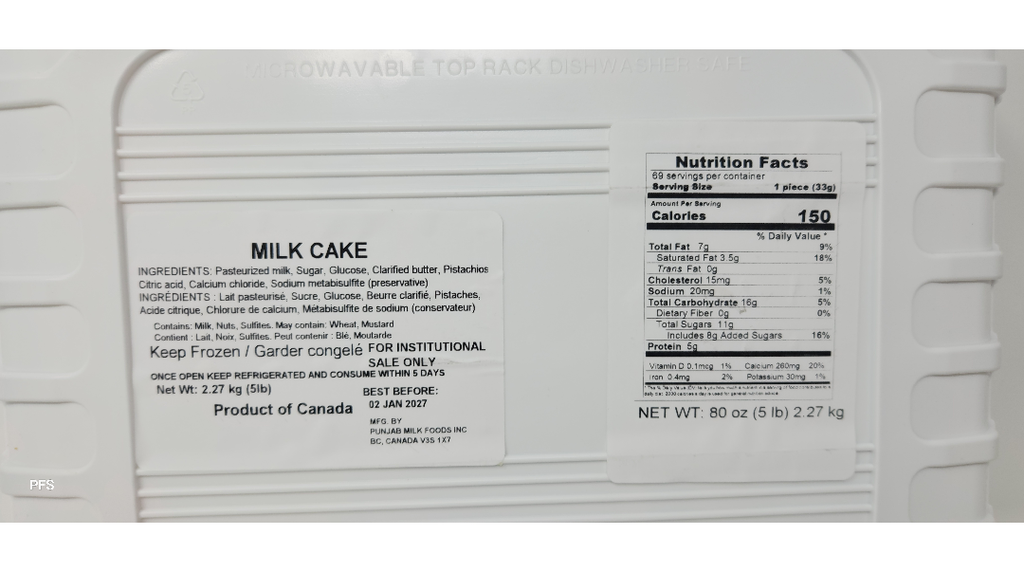 MICROWAVABLE TOP RACK DISHWASHER SAFE
MILK CAKE
INGREDIENTS: Pasteurized milk, Sugar, Glucose, Clarified butter, Pistachios
Citric acid, Calcium chloride, Sodium metabisulfite (preservative)
INGRÉDIENTS : Lait pasteurisé, Sucre, Glucose, Beurre clarifié, Pistaches,
Acide citrique, Chlorure de calcium, Métabisulfite de sodium (conservateur)
Contains: Milk, Nuts, Sulfites. May contain: Wheat, Mustard
Contient : Lait, Noix, Sulfites. Peut contenir : Blé, Moutarde
Keep Frozen / Garder congelé FOR INSTITUTIONAL
SALE ONLY
ONCE OPEN KEEP REFRIGERATED AND CONSUME WITHIN 5 DAYS
Net Wt: 2.27 kg (5lb)
BEST BEFORE:
02 JAN 2027
Product of Canada
MFG. BY
PUNJAB MILK FOODS INC
BC, CANADA V3S 1X7
Nutrition Facts
69 servings per container
Serving Size 1 piece (33g)
Amount Per Serving
Calories 150
% Daily Value *
Total Fat 7g 9%
Saturated Fat 3.5g 18%
Trans Fat 0g
Cholesterol 15mg 5%
Sodium 20mg 1%
Total Carbohydrate 16g 5%
Dietary Fiber 0g 0%
Total Sugars 11g
Includes 8g Added Sugars 16%
Protein 5g
Vitamin D 0.1mcg 1% Calcium 260mg 20%
Iron 0.4mg 2% Potassium 30mg 1%
NET WT: 80 oz (5 lb) 2.27 kg
PFS